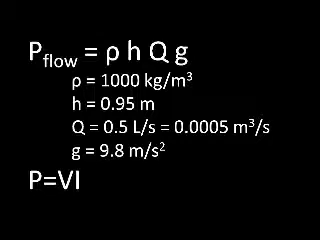 P_flow = ρ h Q g
ρ = 1000 kg/m³
h = 0.95 m
Q = 0.5 L/s = 0.0005 m³/s
g = 9.8 m/s²
P=VI